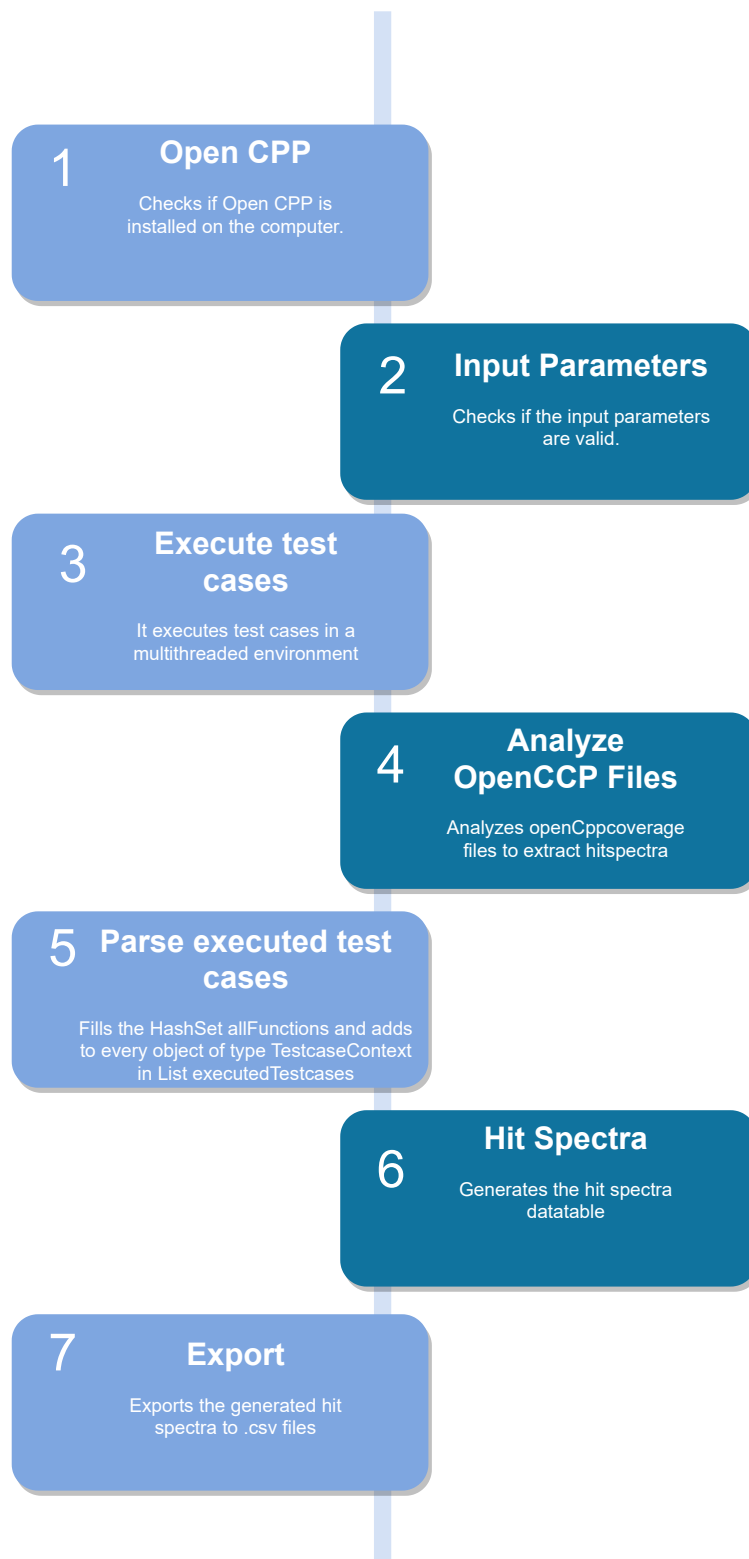 1
Open CPP
Checks if Open CPP is
installed on the computer.
2
Input Parameters
Checks if the input parameters
are valid.
3
Execute test
cases
It executes test cases in a
multithreaded environment
4
Analyze
OpenCCP Files
Analyzes openCppcoverage
files to extract hitspectra
5
Parse executed test
cases
Fills the HashSet allFunctions and adds
to every object of type TestcaseContext
in List executedTestcases
6
Hit Spectra
Generates the hit spectra
datatable
7
Export
Exports the generated hit
spectra to .csv files